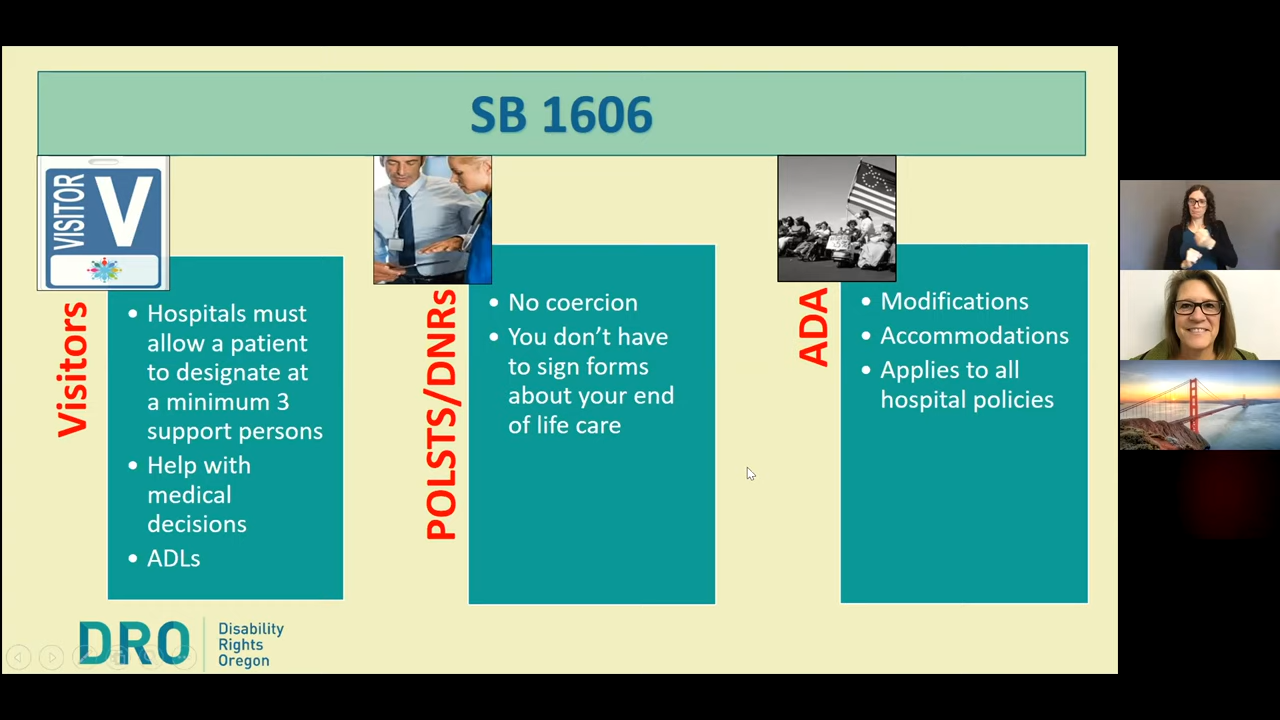 SB 1606
VISITOR
V
Visitors
• Hospitals must
allow a patient
to designate at
a minimum 3
support persons
• Help with
medical
decisions
• ADLs
POLSTS/DNRs
• No coercion
• You don’t have
to sign forms
about your end
of life care
ADA
• Modifications
• Accommodations
• Applies to all
hospital policies
DRO
Disability
Rights
Oregon